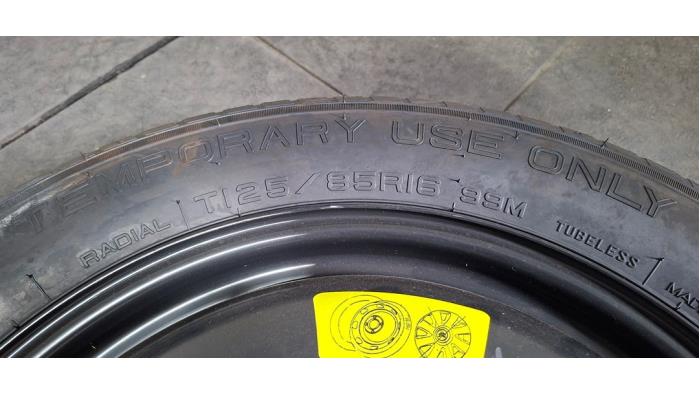 TEMPORARY USE ONLY
RADIAL T125/85R16 99M TUBELESS